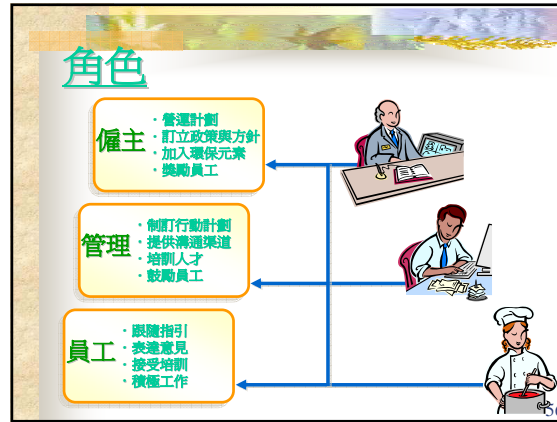 角色
僱主
‧營運計劃
‧訂立政策與方針
‧加入環保元素
‧獎勵員工
管理
‧制訂行動計劃
‧提供溝通渠道
‧培訓人才
‧鼓勵員工
員工
‧跟隨指引
‧表達意見
‧接受培訓
‧積極工作